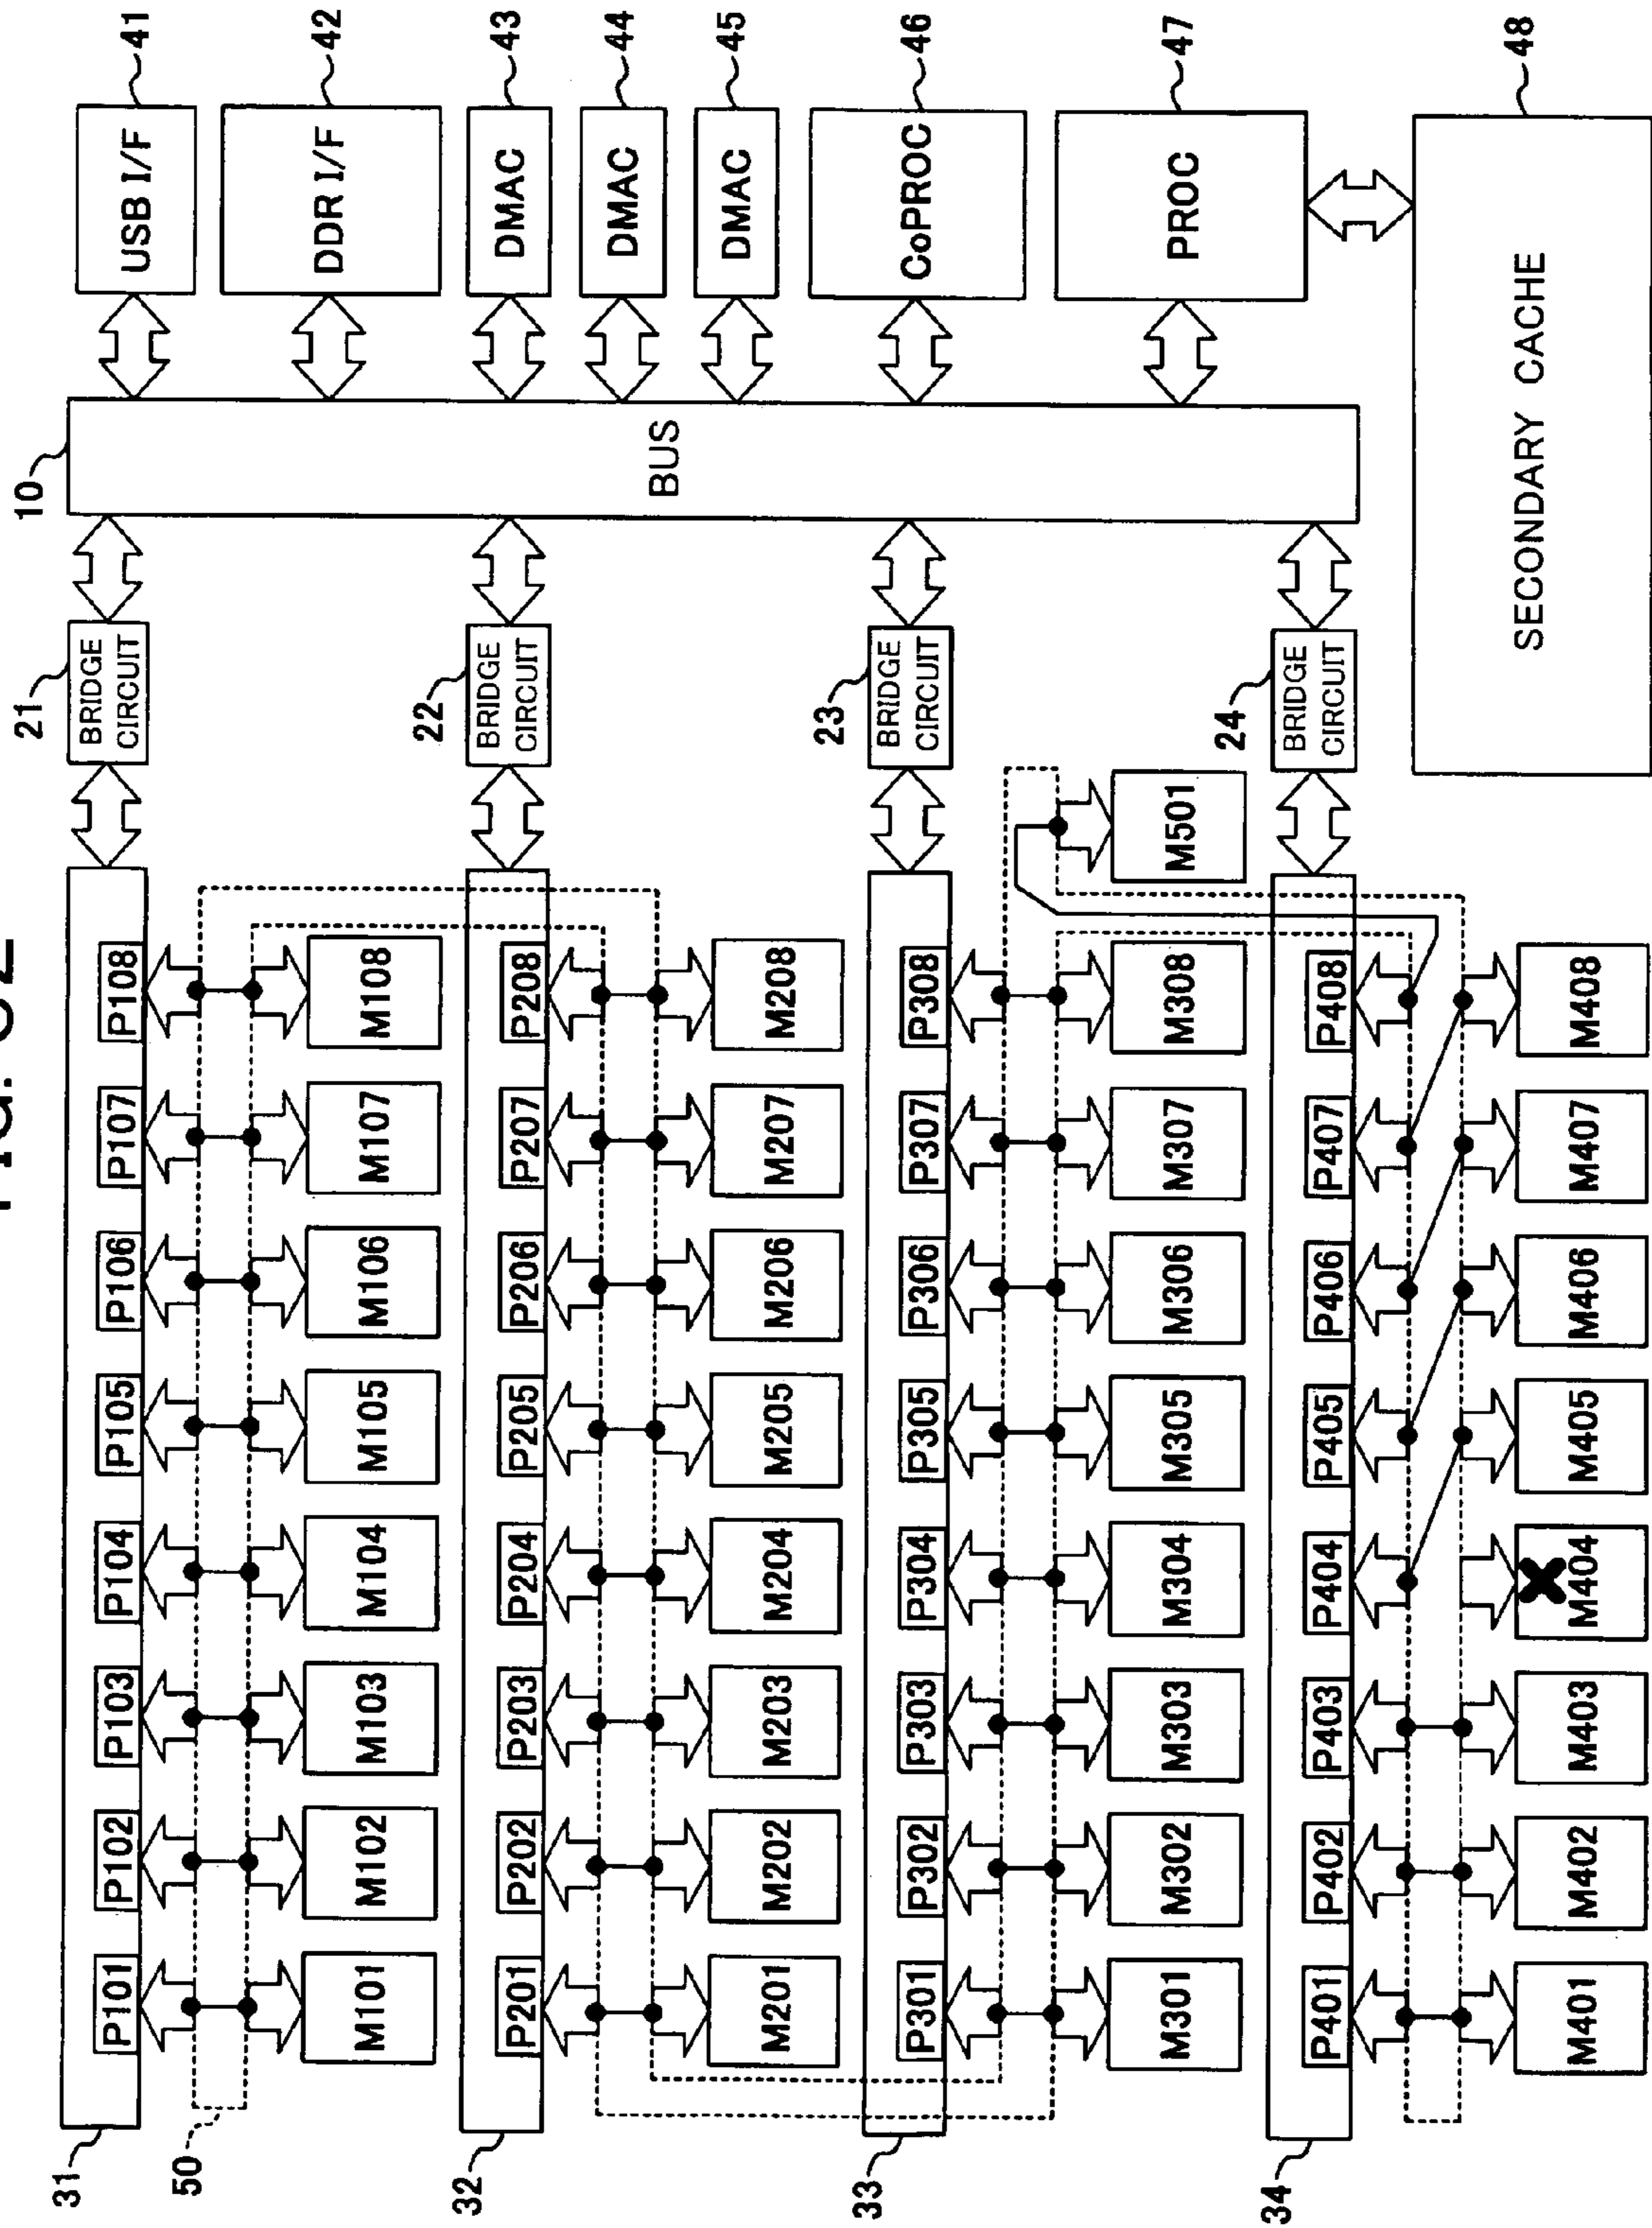 31
P101 P102 P103 P104 P105 P106 P107 P108
21
BRIDGE
CIRCUIT
10
BUS
USB I/F
41
50
M101 M102 M103 M104 M105 M106 M107 M108
DDR I/F
42
32
P201 P202 P203 P204 P205 P206 P207 P208
22
BRIDGE
CIRCUIT
DMAC
43
DMAC
44
DMAC
45
M201 M202 M203 M204 M205 M206 M207 M208
33
P301 P302 P303 P304 P305 P306 P307 P308
23
BRIDGE
CIRCUIT
CoPROC
46
M301 M302 M303 M304 M305 M306 M307 M308
M501
PROC
47
34
P401 P402 P403 P404 P405 P406 P407 P408
24
BRIDGE
CIRCUIT
M401 M402 M403 M404 M405 M406 M407 M408
SECONDARY CACHE
48